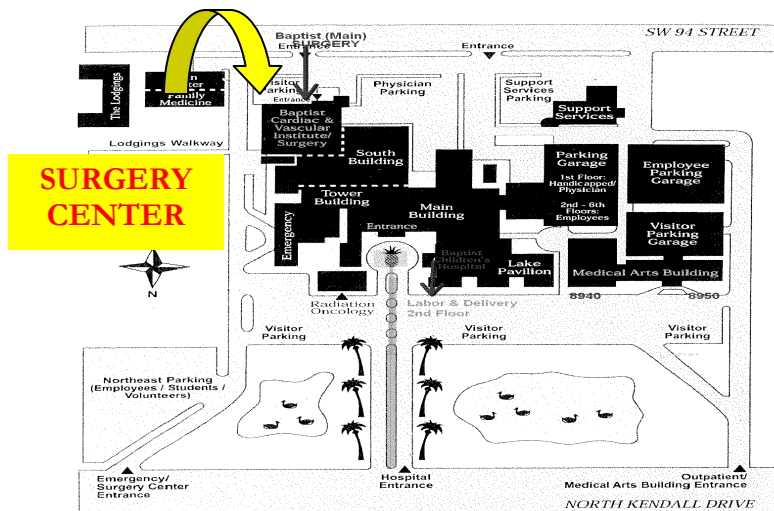 SW 94 STREET
Baptist (Main)
SURGERY
Entrance
Entrance
The Lodgings
Family
Medicine
Visitor
Parking
Entrance
Physician
Parking
Support
Services
Parking
Support
Services
Baptist
Cardiac &
Vascular
Institute/
Surgery
Lodgings Walkway
South
Building
Parking
Garage
1st Floor:
Handicapped/
Physician
2nd - 6th
Floors:
Employees
Employee
Parking
Garage
SURGERY
CENTER
Tower
Building
Main
Building
Emergency
Entrance
Visitor
Parking
Garage
Baptist
Children's
Hospital
Lake
Pavilion
Medical Arts Building
N
8940
8950
Radiation
Oncology
Labor & Delivery
2nd Floor
Visitor
Parking
Visitor
Parking
Visitor
Parking
Northeast Parking
(Employees / Students /
Volunteers)
Emergency/
Surgery Center
Entrance
Hospital
Entrance
Outpatient/
Medical Arts Building Entrance
NORTH KENDALL DRIVE